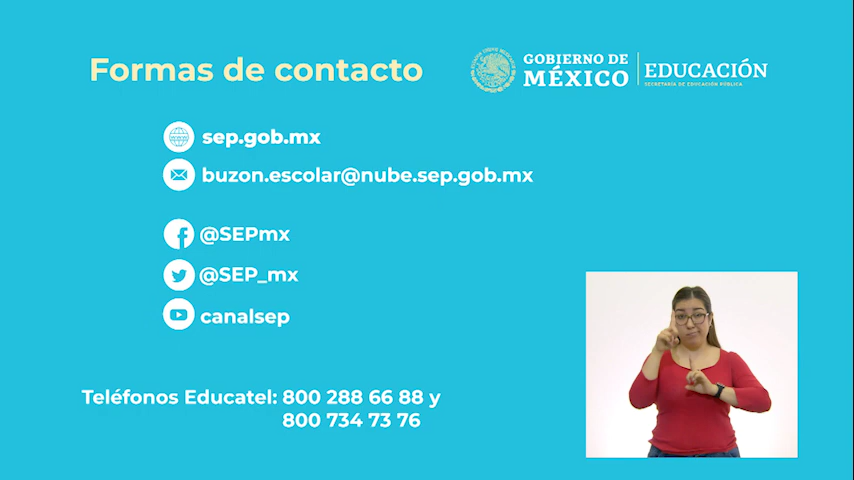 Formas de contacto
GOBIERNO DE
MÉXICO
EDUCACIÓN
SECRETARÍA DE EDUCACIÓN PÚBLICA
sep.gob.mx
buzon.escolar@nube.sep.gob.mx
@SEPmx
@SEP_mx
canalsep
Teléfonos Educatel: 800 288 66 88 y
800 734 73 76